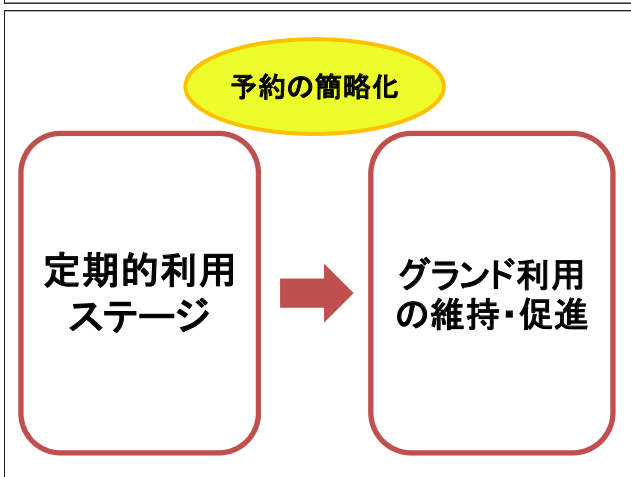 予約の簡略化
定期的利用
ステージ
グランド利用
の維持・促進